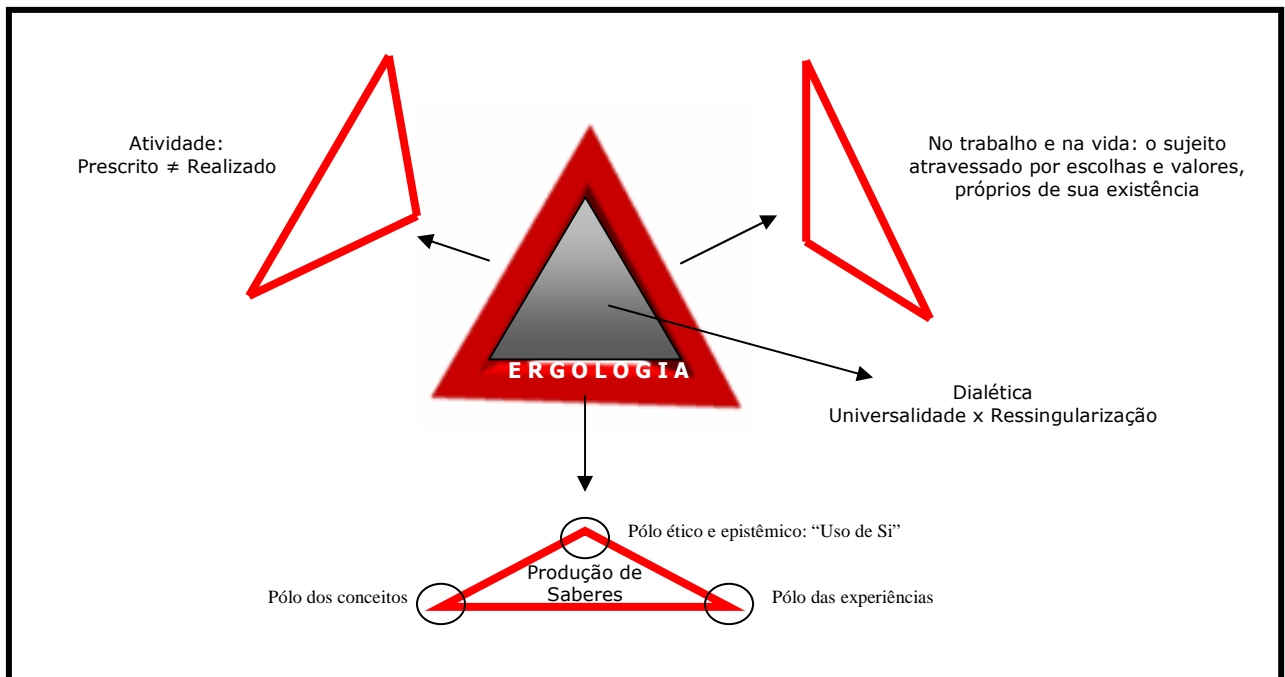 Atividade:
Prescrito ≠ Realizado
No trabalho e na vida: o sujeito
atravessado por escolhas e valores,
próprios de sua existência
ERGOLOGIA
Dialética
Universalidade x Ressingularização
Pólo ético e epistêmico: “Uso de Si”
Produção de
Saberes
Pólo dos conceitos
Pólo das experiências